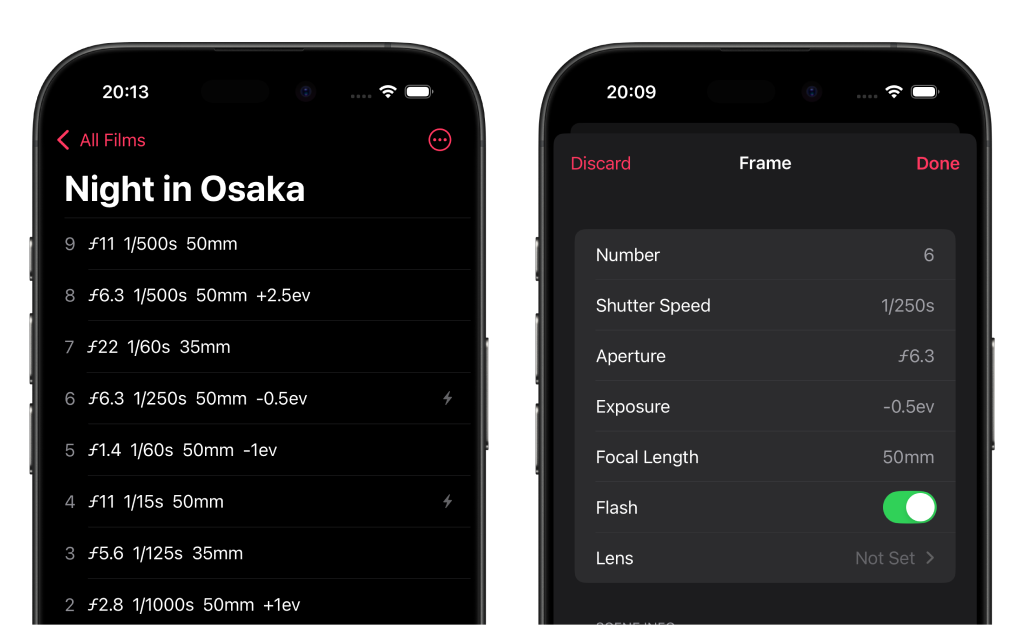 20:13
All Films
Night in Osaka
9 ƒ11 1/500s 50mm
8 ƒ6.3 1/500s 50mm +2.5ev
7 ƒ22 1/60s 35mm
6 ƒ6.3 1/250s 50mm -0.5ev
5 ƒ1.4 1/60s 50mm -1ev
4 ƒ11 1/15s 50mm
3 ƒ5.6 1/125s 35mm
2 ƒ2.8 1/1000s 50mm +1ev
20:09
Discard Frame Done
Number 6
Shutter Speed 1/250s
Aperture ƒ6.3
Exposure -0.5ev
Focal Length 50mm
Flash
Lens Not Set
SCENE INFO